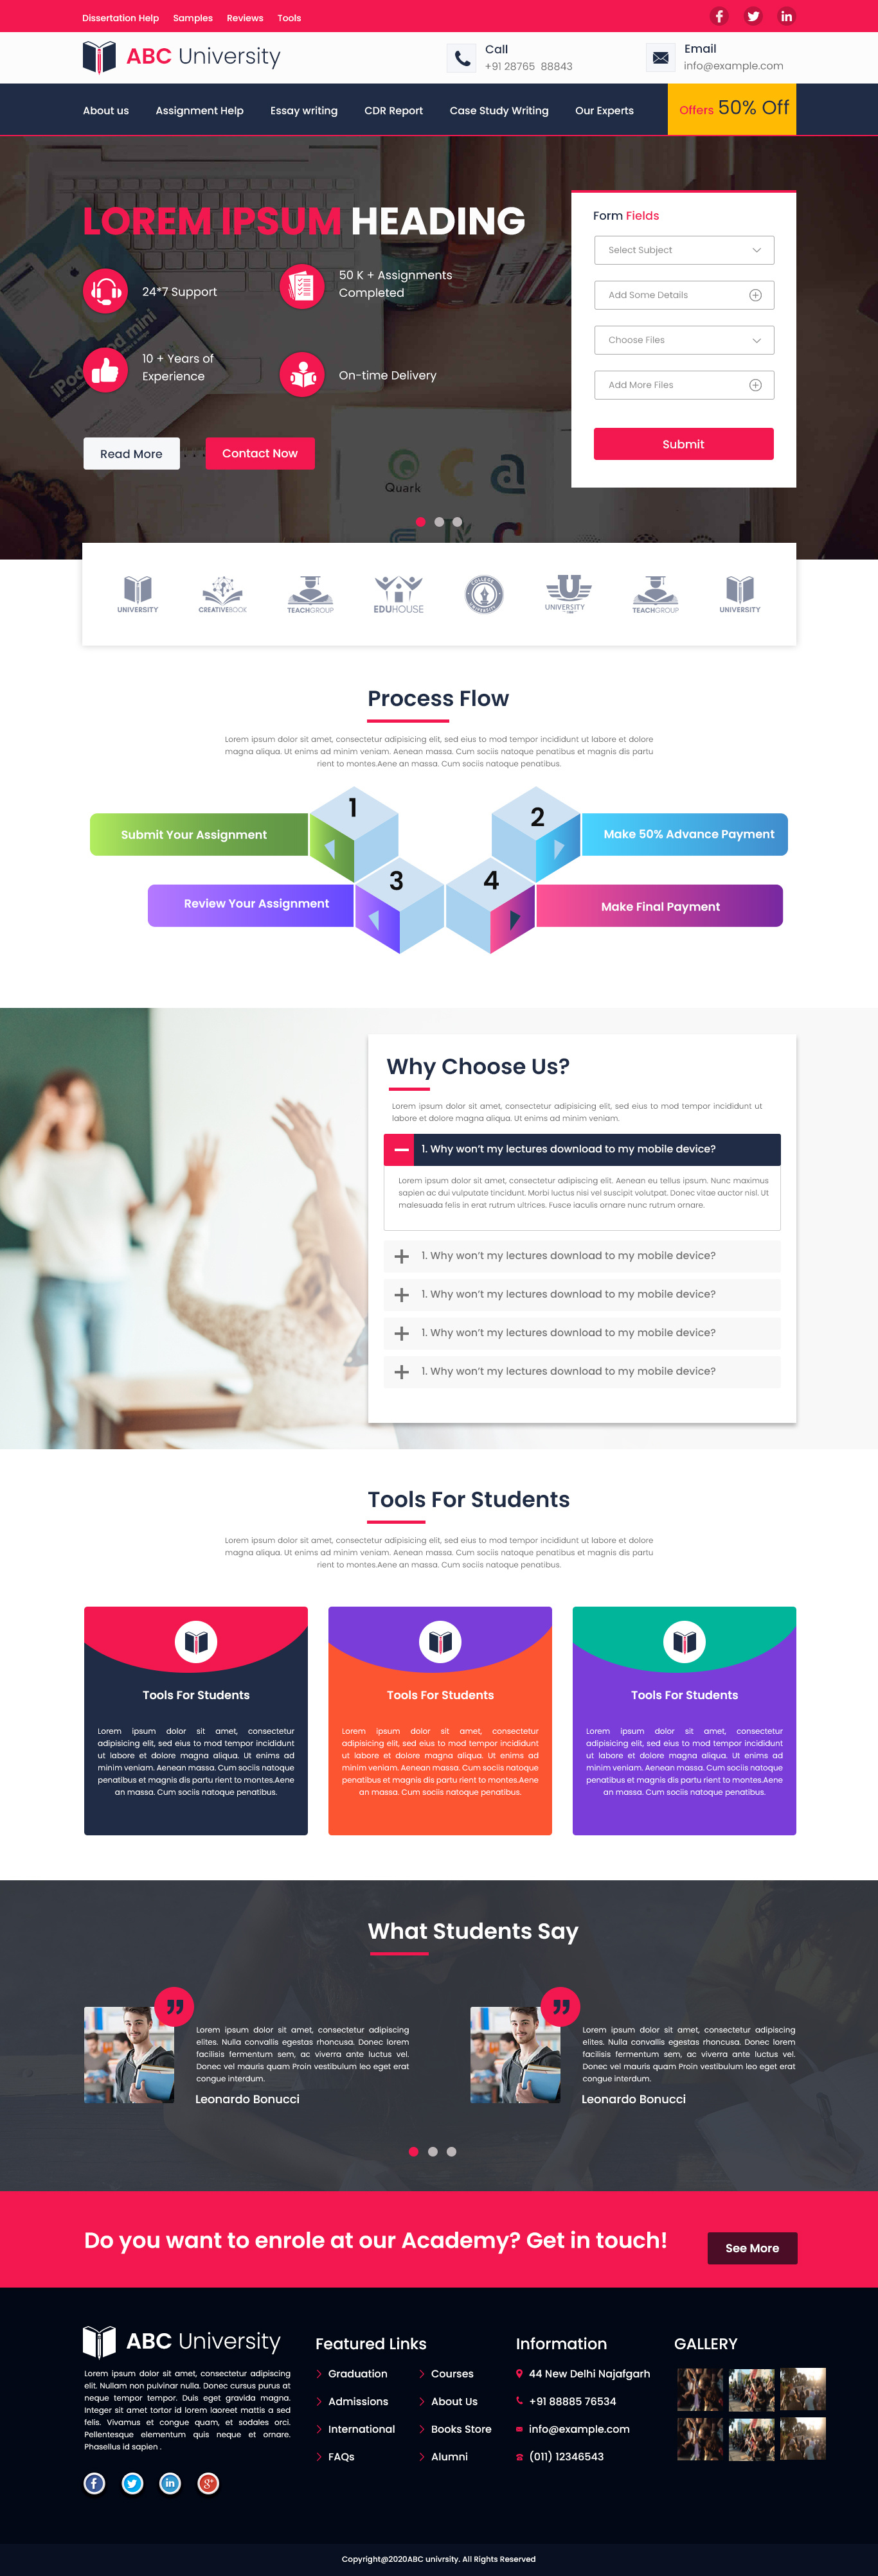 Dissertation Help Samples Reviews Tools
ABC University
Call
+91 28765 88843
Email
info@example.com
About us Assignment Help Essay writing CDR Report Case Study Writing Our Experts
Offers 50% Off
LOREM IPSUM HEADING
24*7 Support
50 K + Assignments
Completed
10 + Years of
Experience
On-time Delivery
Read More
Contact Now
Form Fields
Select Subject
Add Some Details
Choose Files
Add More Files
Submit
iPod
mini
Quark
UNIVERSITY
CREATIVEBOOK
TEACHGROUP
EDUHOUSE
COLLEGE
UNIVERSITY
TEACHGROUP
UNIVERSITY
Process Flow
Lorem ipsum dolor sit amet, consectetur adipisicing elit, sed eius to mod tempor incididunt ut labore et dolore
magna aliqua. Ut enims ad minim veniam. Aenean massa. Cum sociis natoque penatibus et magnis dis partu
rient to montes.Aene an massa. Cum sociis natoque penatibus.
1
Submit Your Assignment
2
Make 50% Advance Payment
3
Review Your Assignment
4
Make Final Payment
Why Choose Us?
Lorem ipsum dolor sit amet, consectetur adipisicing elit, sed eius to mod tempor incididunt ut
labore et dolore magna aliqua. Ut enims ad minim veniam.
1. Why won't my lectures download to my mobile device?
Lorem ipsum dolor sit amet, consectetur adipiscing elit. Aenean eu tellus ipsum. Nunc maximus
sapien ac dui vulputate tincidunt. Morbi luctus nisi vel suscipit volutpat. Donec vitae auctor nisl. Ut
malesuada felis in erat rutrum ultrices. Fusce iaculis ornare nunc rutrum ornare.
1. Why won't my lectures download to my mobile device?
1. Why won't my lectures download to my mobile device?
1. Why won't my lectures download to my mobile device?
1. Why won't my lectures download to my mobile device?
Tools For Students
Lorem ipsum dolor sit amet, consectetur adipisicing elit, sed eius to mod tempor incididunt ut labore et dolore
magna aliqua. Ut enims ad minim veniam. Aenean massa. Cum sociis natoque penatibus et magnis dis partu
rient to montes.Aene an massa. Cum sociis natoque penatibus.
Tools For Students
Lorem ipsum dolor sit amet, consectetur
adipisicing elit, sed eius to mod tempor incididunt
ut labore et dolore magna aliqua. Ut enims ad
minim veniam. Aenean massa. Cum sociis natoque
penatibus et magnis dis partu rient to montes.Aene
an massa. Cum sociis natoque penatibus.
Tools For Students
Lorem ipsum dolor sit amet, consectetur
adipisicing elit, sed eius to mod tempor incididunt
ut labore et dolore magna aliqua. Ut enims ad
minim veniam. Aenean massa. Cum sociis natoque
penatibus et magnis dis partu rient to montes.Aene
an massa. Cum sociis natoque penatibus.
Tools For Students
Lorem ipsum dolor sit amet, consectetur
adipisicing elit, sed eius to mod tempor incididunt
ut labore et dolore magna aliqua. Ut enims ad
minim veniam. Aenean massa. Cum sociis natoque
penatibus et magnis dis partu rient to montes.Aene
an massa. Cum sociis natoque penatibus.
What Students Say
Lorem ipsum dolor sit amet, consectetur adipiscing
elites. Nulla convallis egestas rhoncusa. Donec lorem
facilisis fermentum sem, ac viverra ante luctus vel.
Donec vel mauris quam Proin vestibulum leo eget erat
congue interdum.
Leonardo Bonucci
Lorem ipsum dolor sit amet, consectetur adipiscing
elites. Nulla convallis egestas rhoncusa. Donec lorem
facilisis fermentum sem, ac viverra ante luctus vel.
Donec vel mauris quam Proin vestibulum leo eget erat
congue interdum.
Leonardo Bonucci
Do you want to enrole at our Academy? Get in touch!
See More
ABC University
Lorem ipsum dolor sit amet, consectetur adipiscing
elit. Nullam non pulvinar nulla. Donec cursus purus at
neque tempor tempor. Duis eget gravida magna.
Integer sit amet tortor id lorem laoreet mattis a sed
felis. Vivamus et congue quam, et sodales orci.
Pellentesque elementum quis neque et ornare.
Phasellus id sapien .
Featured Links
Graduation
Courses
Admissions
About Us
International
Books Store
FAQs
Alumni
Information
44 New Delhi Najafgarh
+91 88885 76534
info@example.com
(011) 12346543
GALLERY
Copyright@2020ABC univrsity. All Rights Reserved